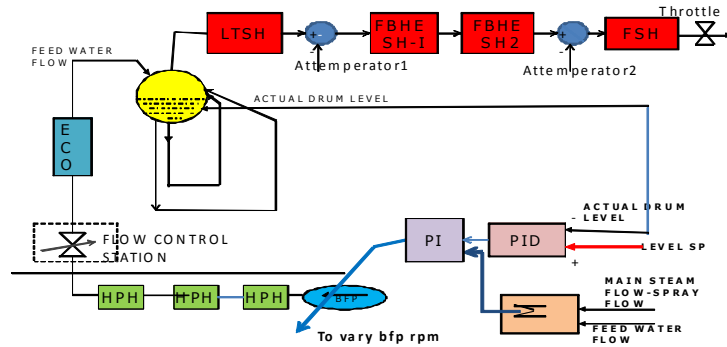 Throttle
LTSH
FBHE
SH-I
FBHE
SH2
FSH
+
-
-
+
-
Attemperator1
Attemperator2
FEED WATER
FLOW
ACTUAL DRUM LEVEL
E
C
O
FLOW CONTROL
STATION
PI
PID
-
ACTUAL DRUM
LEVEL
LEVEL SP
+
HPH
HPH
HPH
BFP
MAIN STEAM
FLOW-SPRAY
FLOW
FEED WATER
FLOW
To vary bfp rpm